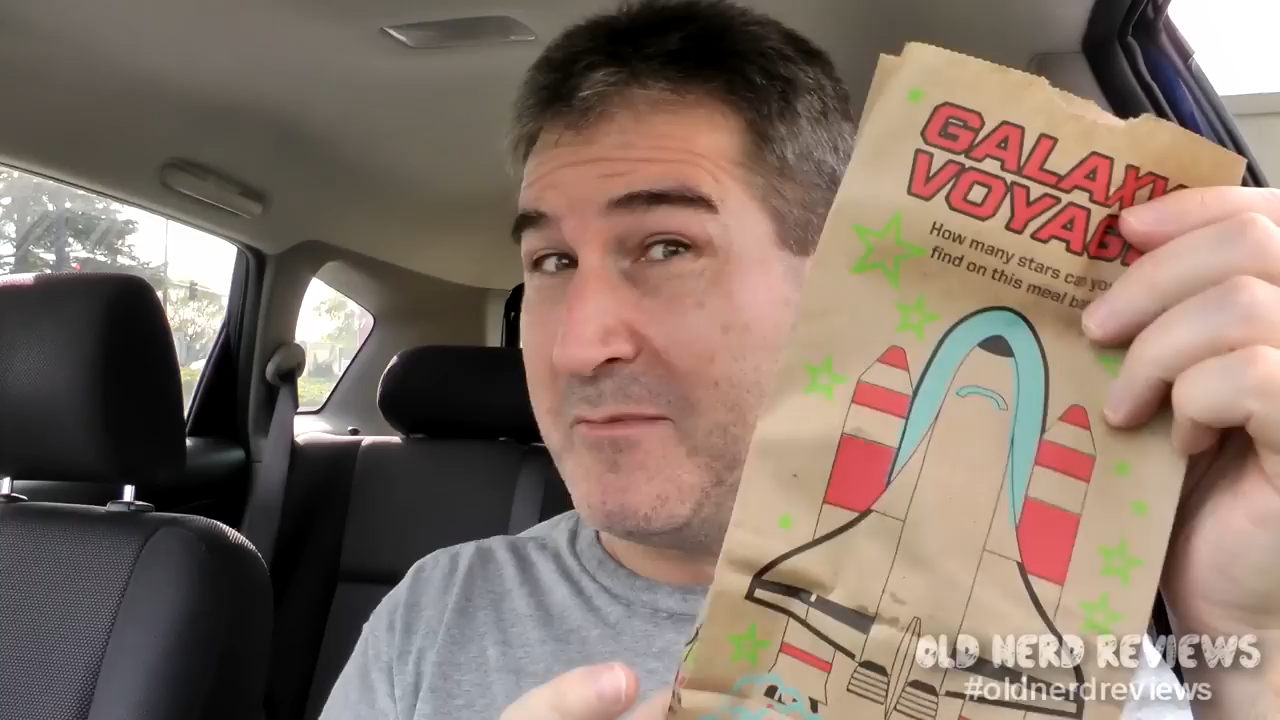 GALAXY
VOYAGE
How many stars can you
find on this meal bag
OLD NERD REVIEWS
#oldnerdreviews